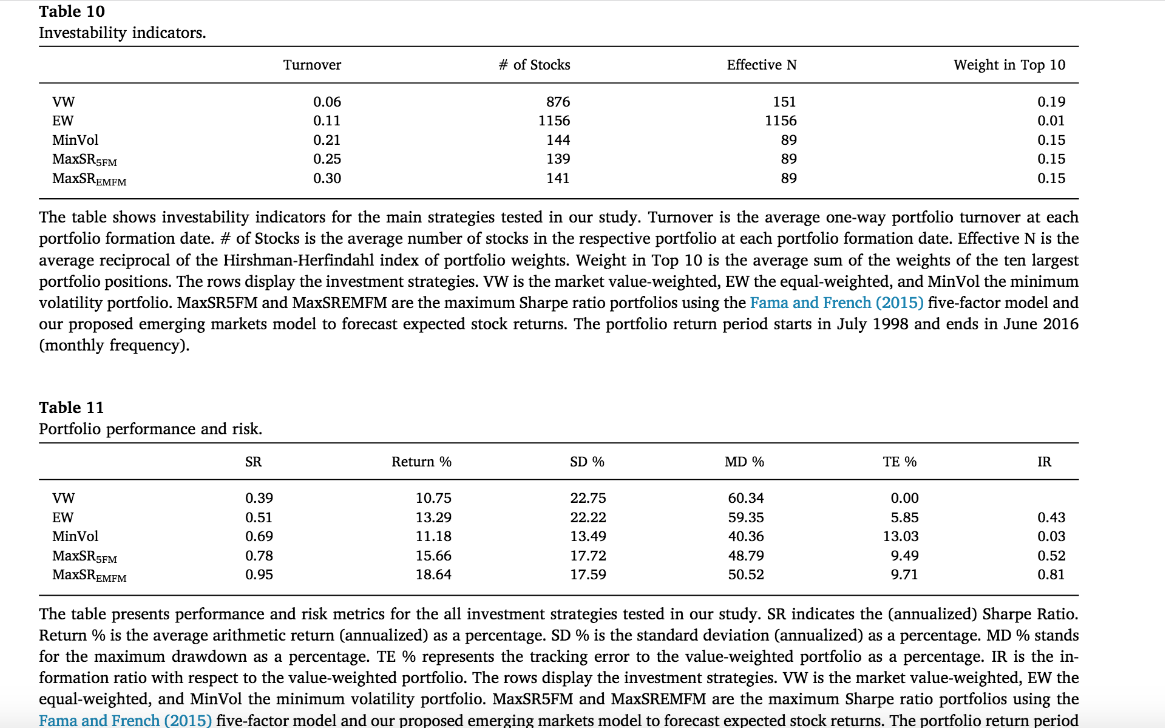 Table 10
Investability indicators.
Turnover # of Stocks Effective N Weight in Top 10
VW 0.06 876 151 0.19
EW 0.11 1156 1156 0.01
MinVol 0.21 144 89 0.15
MaxSR5FM 0.25 139 89 0.15
MaxSREMFM 0.30 141 89 0.15
The table shows investability indicators for the main strategies tested in our study. Turnover is the average one-way portfolio turnover at each
portfolio formation date. # of Stocks is the average number of stocks in the respective portfolio at each portfolio formation date. Effective N is the
average reciprocal of the Hirshman-Herfindahl index of portfolio weights. Weight in Top 10 is the average sum of the weights of the ten largest
portfolio positions. The rows display the investment strategies. VW is the market value-weighted, EW the equal-weighted, and MinVol the minimum
volatility portfolio. MaxSR5FM and MaxSREMFM are the maximum Sharpe ratio portfolios using the Fama and French (2015) five-factor model and
our proposed emerging markets model to forecast expected stock returns. The portfolio return period starts in July 1998 and ends in June 2016
(monthly frequency).
Table 11
Portfolio performance and risk.
SR Return % SD % MD % TE % IR
VW 0.39 10.75 22.75 60.34 0.00
EW 0.51 13.29 22.22 59.35 5.85 0.43
MinVol 0.69 11.18 13.49 40.36 13.03 0.03
MaxSR5FM 0.78 15.66 17.72 48.79 9.49 0.52
MaxSREMFM 0.95 18.64 17.59 50.52 9.71 0.81
The table presents performance and risk metrics for the all investment strategies tested in our study. SR indicates the (annualized) Sharpe Ratio.
Return % is the average arithmetic return (annualized) as a percentage. SD % is the standard deviation (annualized) as a percentage. MD % stands
for the maximum drawdown as a percentage. TE % represents the tracking error to the value-weighted portfolio as a percentage. IR is the in-
formation ratio with respect to the value-weighted portfolio. The rows display the investment strategies. VW is the market value-weighted, EW the
equal-weighted, and MinVol the minimum volatility portfolio. MaxSR5FM and MaxSREMFM are the maximum Sharpe ratio portfolios using the
Fama and French (2015) five-factor model and our proposed emerging markets model to forecast expected stock returns. The portfolio return period